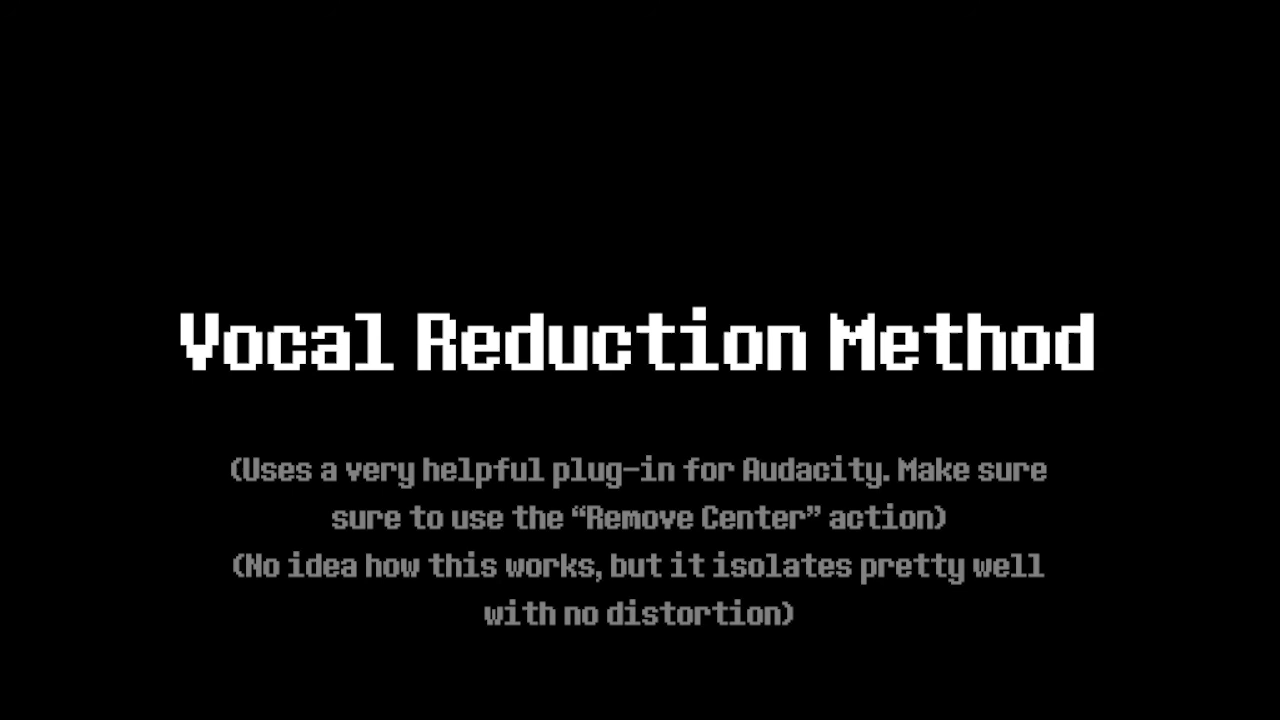 Vocal Reduction Method
(Uses a very helpful plug-in for Audacity. Make sure
sure to use the “Remove Center” action)
(No idea how this works, but it isolates pretty well
with no distortion)